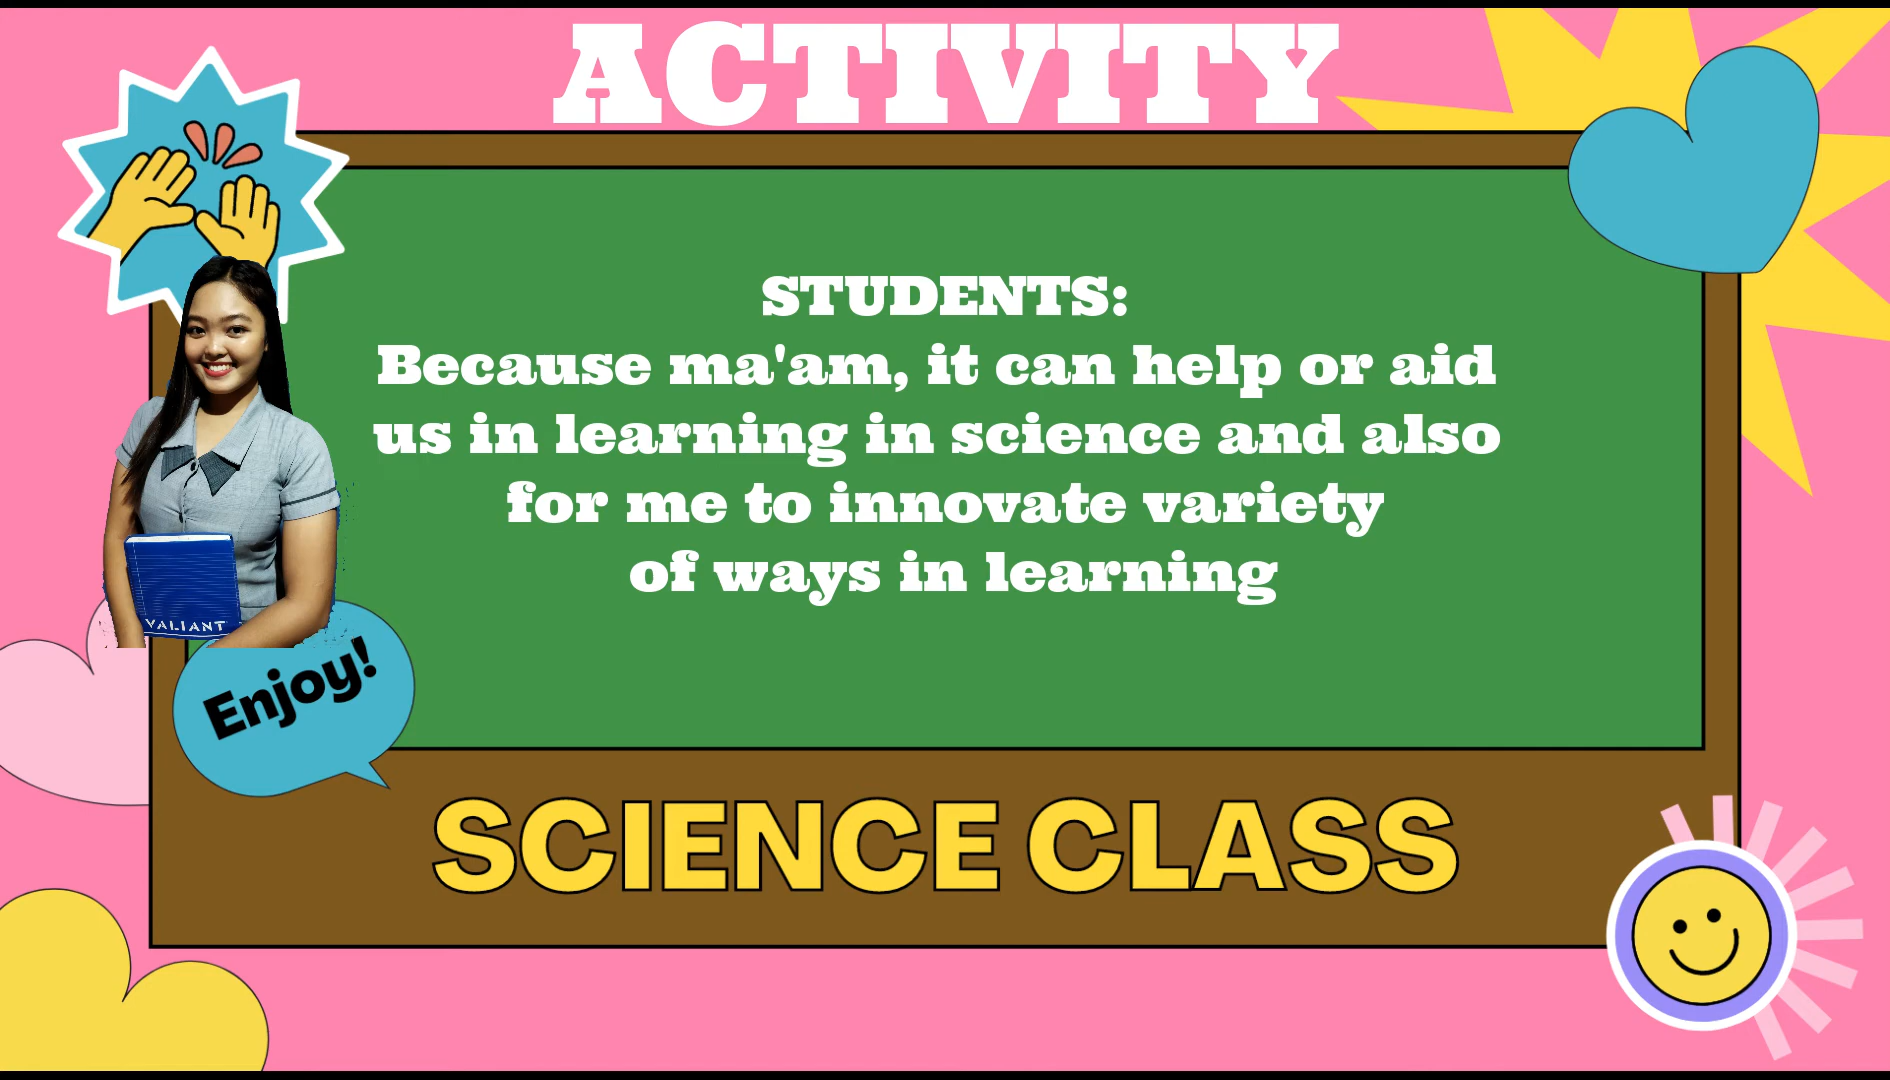 ACTIVITY
STUDENTS:
Because ma'am, it can help or aid
us in learning in science and also
for me to innovate variety
of ways in learning
VALIANT
Enjoy!
SCIENCE CLASS